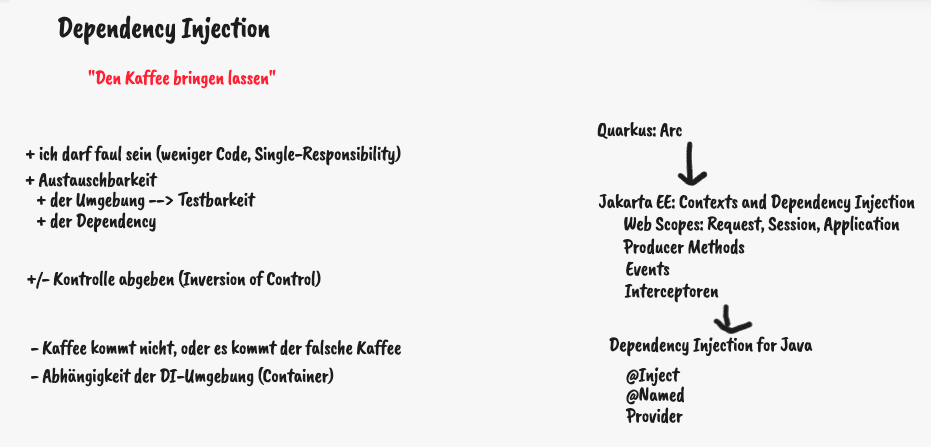 Dependency Injection
"Den Kaffee bringen lassen"
+ ich darf faul sein (weniger Code, Single-Responsibility)
+ Austauschbarkeit
+ der Umgebung --> Testbarkeit
+ der Dependency
+/- Kontrolle abgeben (Inversion of Control)
- Kaffee kommt nicht, oder es kommt der falsche Kaffee
- Abhängigkeit der DI-Umgebung (Container)
Quarkus: Arc
Jakarta EE: Contexts and Dependency Injection
Web Scopes: Request, Session, Application
Producer Methods
Events
Interceptoren
Dependency Injection for Java
@Inject
@Named
Provider